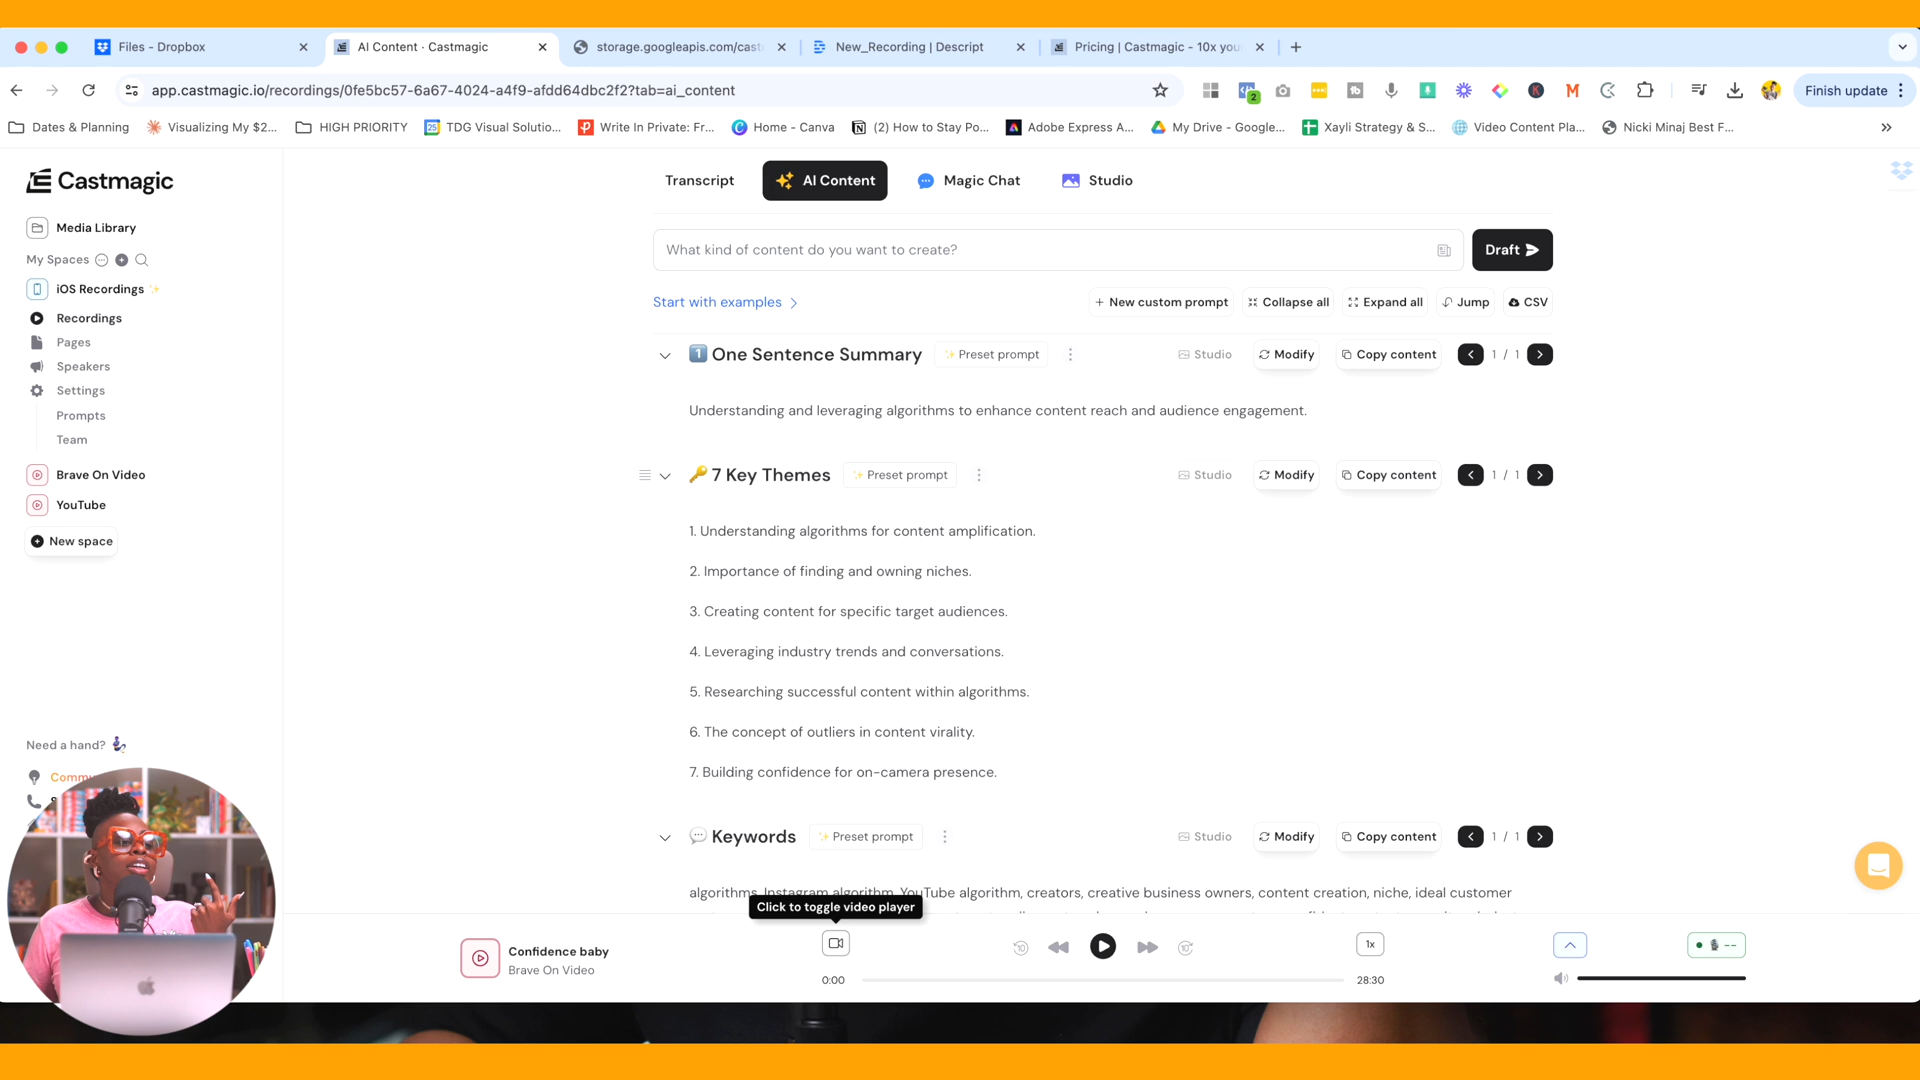 Files - Dropbox
AI Content · Castmagic
storage.googleapis.com/cast
New_Recording | Descript
Pricing | Castmagic - 10x you
app.castmagic.io/recordings/0fe5bc57-6a67-4024-a4f9-afdd64dbc2f2?tab=ai_content
2
Finish update
Dates & Planning
Visualizing My $2...
HIGH PRIORITY
TDG Visual Solutio...
Write In Private: Fr...
Home - Canva
(2) How to Stay Po...
Adobe Express A...
My Drive - Google...
Xayli Strategy & S...
Video Content Pla...
Nicki Minaj Best F...
Castmagic
Media Library
My Spaces
iOS Recordings
Recordings
Pages
Speakers
Settings
Prompts
Team
Brave On Video
YouTube
New space
Need a hand?
Transcript
AI Content
Magic Chat
Studio
What kind of content do you want to create?
Draft
Start with examples
New custom prompt
Collapse all
Expand all
Jump
CSV
1 One Sentence Summary
Preset prompt
Studio
Modify
Copy content
1 / 1
Understanding and leveraging algorithms to enhance content reach and audience engagement.
7 Key Themes
Preset prompt
Studio
Modify
Copy content
1 / 1
1. Understanding algorithms for content amplification.
2. Importance of finding and owning niches.
3. Creating content for specific target audiences.
4. Leveraging industry trends and conversations.
5. Researching successful content within algorithms.
6. The concept of outliers in content virality.
7. Building confidence for on-camera presence.
Keywords
Preset prompt
Studio
Modify
Copy content
1 / 1
algorithms, Instagram algorithm, YouTube algorithm, creators, creative business owners, content creation, niche, ideal customer
Click to toggle video player
Confidence baby
Brave On Video
10
10
1x
0:00
28:30
--